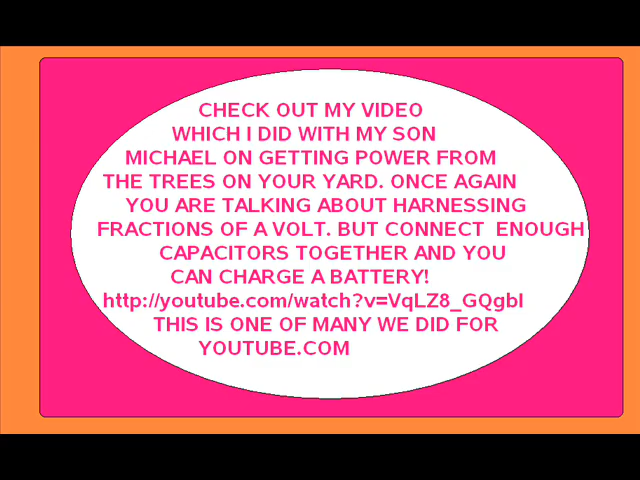 CHECK OUT MY VIDEO
WHICH I DID WITH MY SON
MICHAEL ON GETTING POWER FROM
THE TREES ON YOUR YARD. ONCE AGAIN
YOU ARE TALKING ABOUT HARNESSING
FRACTIONS OF A VOLT. BUT CONNECT ENOUGH
CAPACITORS TOGETHER AND YOU
CAN CHARGE A BATTERY!
http://youtube.com/watch?v=VqLZ8_GQgbI
THIS IS ONE OF MANY WE DID FOR
YOUTUBE.COM